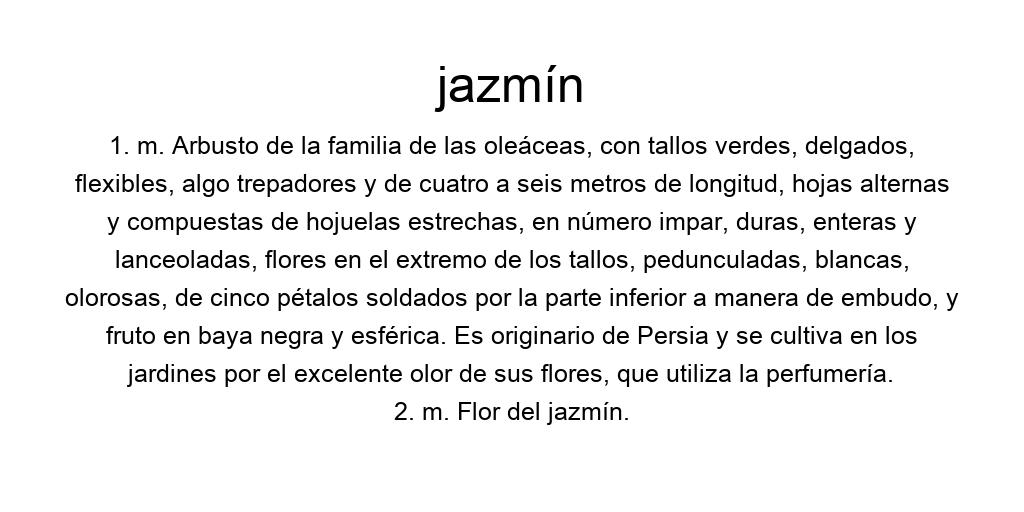 jazmín
1. m. Arbusto de la familia de las oleáceas, con tallos verdes, delgados,
flexibles, algo trepadores y de cuatro a seis metros de longitud, hojas alternas
y compuestas de hojuelas estrechas, en número impar, duras, enteras y
lanceoladas, flores en el extremo de los tallos, pedunculadas, blancas,
olorosas, de cinco pétalos soldados por la parte inferior a manera de embudo, y
fruto en baya negra y esférica. Es originario de Persia y se cultiva en los
jardines por el excelente olor de sus flores, que utiliza la perfumería.
2. m. Flor del jazmín.